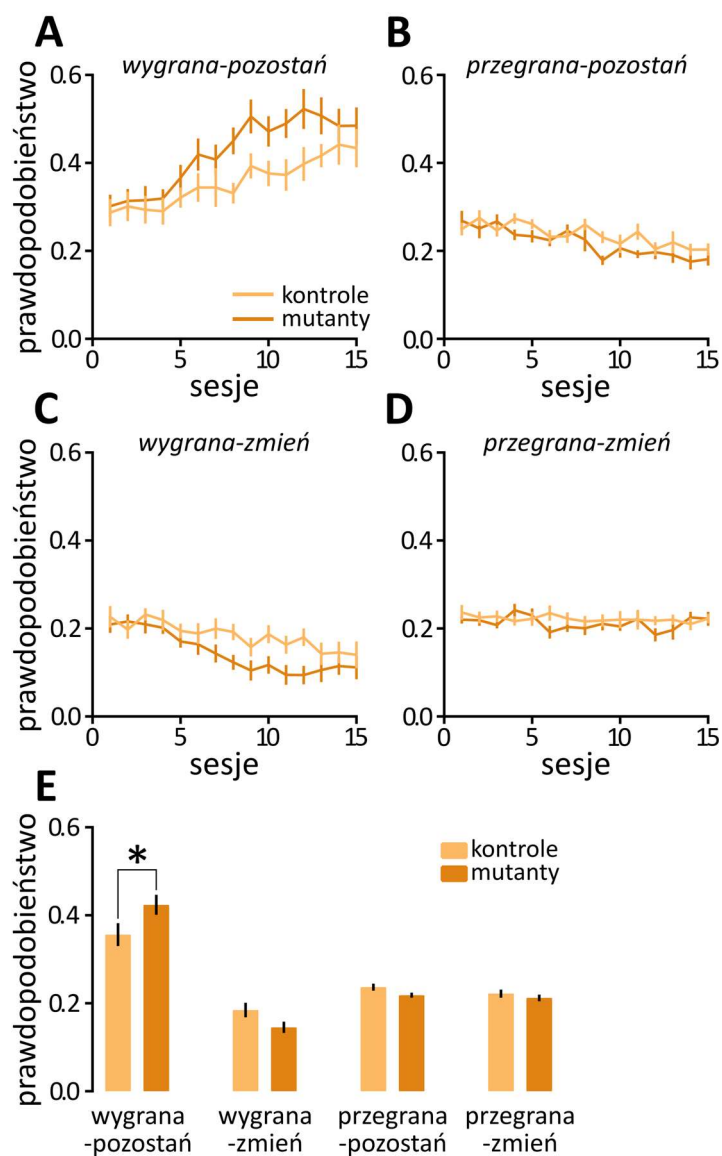 A
wygrana-pozostań
prawdopodobieństwo
0.6
0.4
0.2
0.0
kontrole
mutanty
0
5
10
15
sesje
B
przegrana-pozostań
0.6
0.4
0.2
0.0
0
5
10
15
sesje
C
wygrana-zmień
prawdopodobieństwo
0.6
0.4
0.2
0.0
0
5
10
15
sesje
D
przegrana-zmień
0.6
0.4
0.2
0.0
0
5
10
15
sesje
E
prawdopodobieństwo
0.6
0.4
0.2
0.0
*
kontrole
mutanty
wygrana
-pozostań
wygrana
-zmień
przegrana
-pozostań
przegrana
-zmień